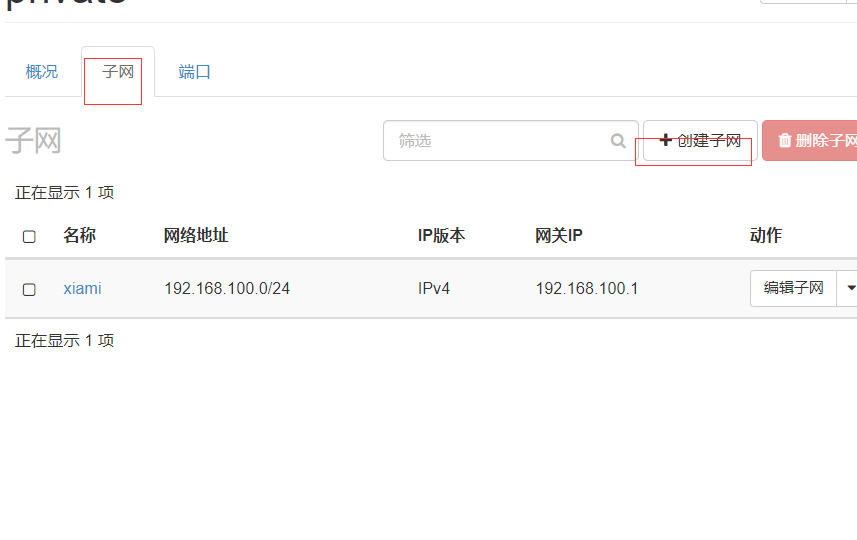 private
概况 子网 端口
子网 筛选 创建子网 删除子网
正在显示 1 项
名称 网络地址 IP版本 网关IP 动作
xiami 192.168.100.0/24 IPv4 192.168.100.1 编辑子网
正在显示 1 项